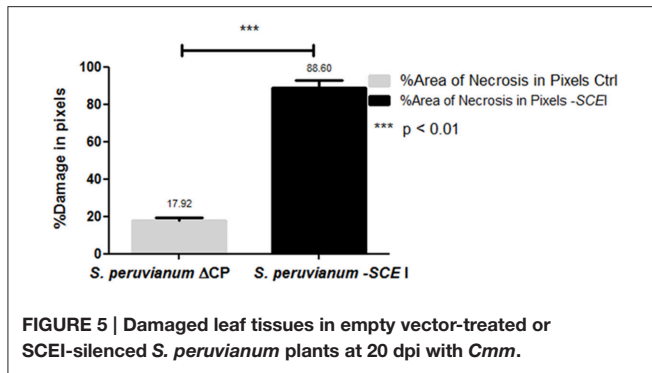 ***
88.60
17.92
%Damage in pixels
100
80
60
40
20
0
S. peruvianum ΔCP
S. peruvianum -SCE I
%Area of Necrosis in Pixels Ctrl
%Area of Necrosis in Pixels -SCEI
*** p < 0.01
FIGURE 5 | Damaged leaf tissues in empty vector-treated or
SCEI-silenced S. peruvianum plants at 20 dpi with Cmm.